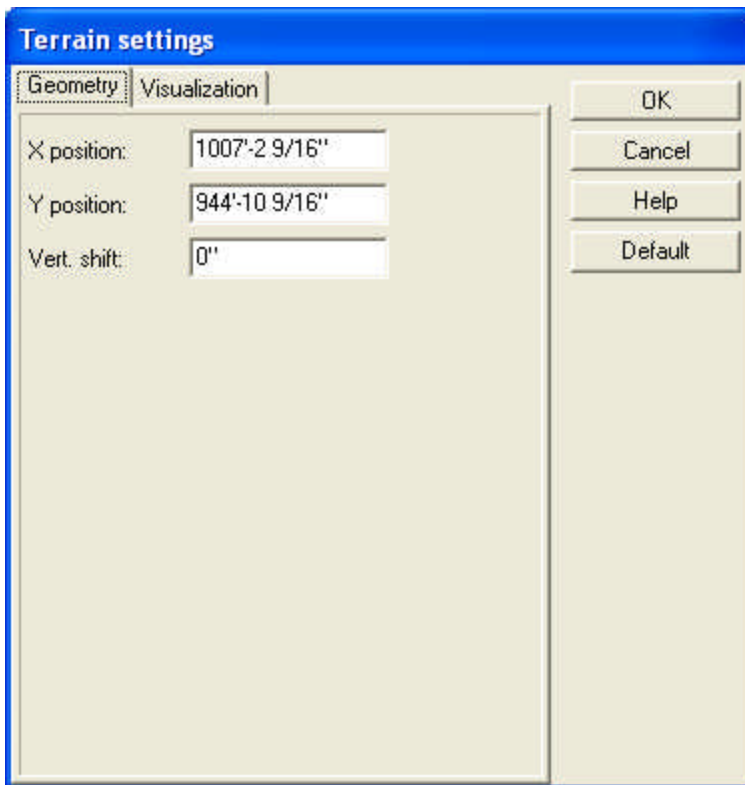 Terrain settings
Geometry Visualization
X position: 1007'-2 9/16"
Y position: 944'-10 9/16"
Vert. shift: 0"
OK
Cancel
Help
Default